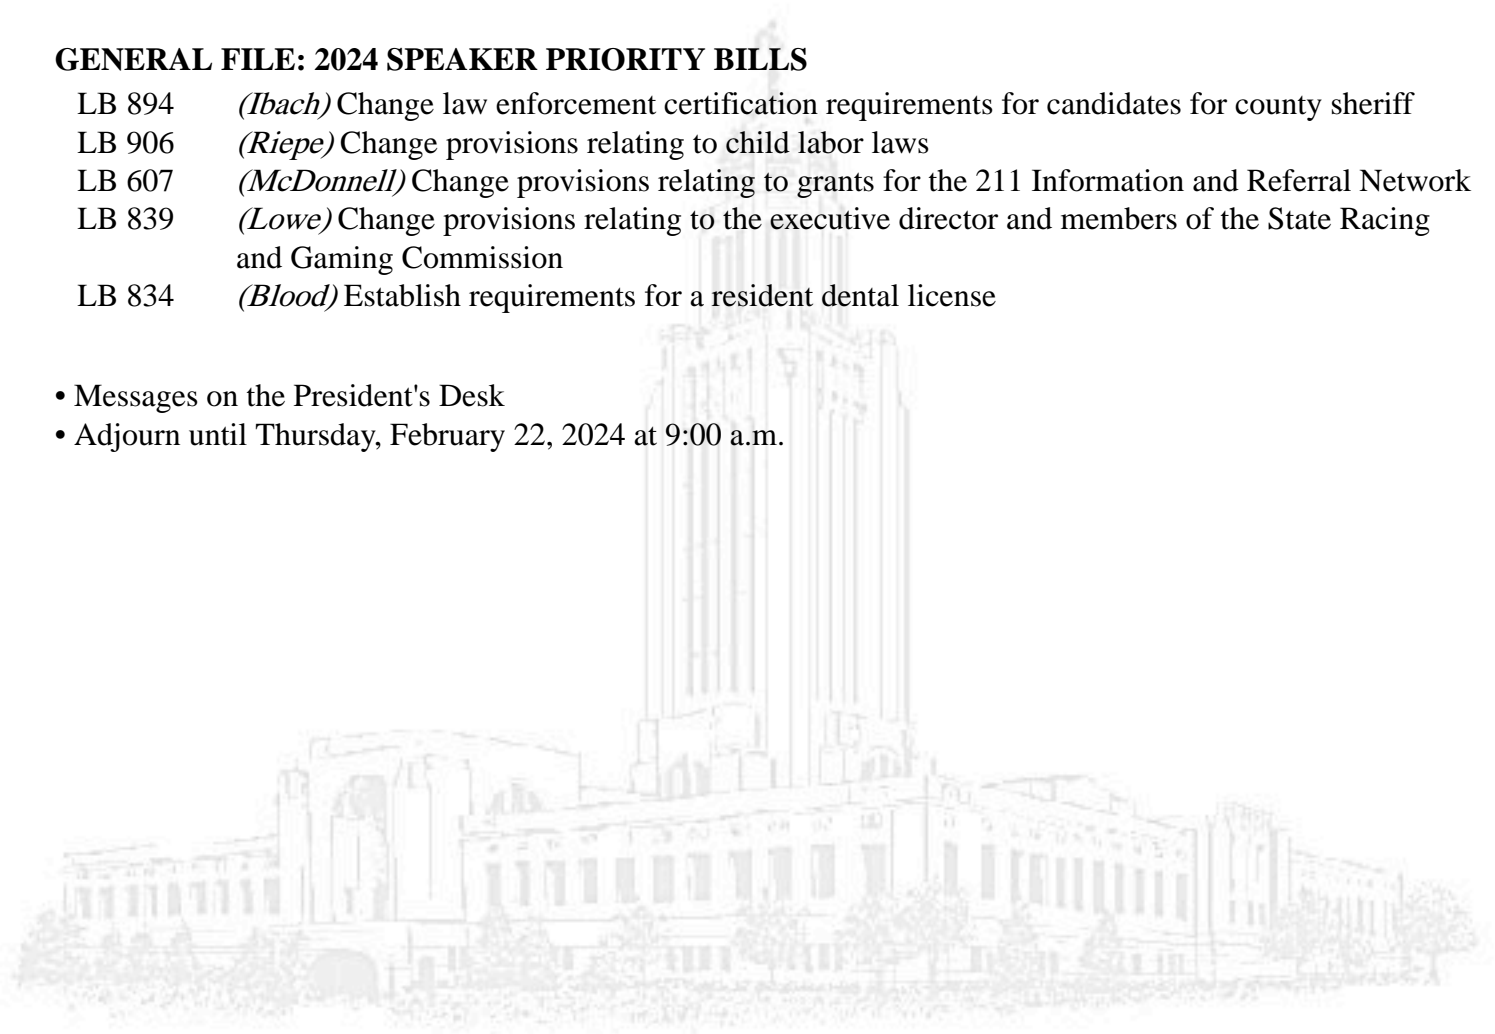 GENERAL FILE: 2024 SPEAKER PRIORITY BILLS
LB 894 (Ibach) Change law enforcement certification requirements for candidates for county sheriff
LB 906 (Riepe) Change provisions relating to child labor laws
LB 607 (McDonnell) Change provisions relating to grants for the 211 Information and Referral Network
LB 839 (Lowe) Change provisions relating to the executive director and members of the State Racing
and Gaming Commission
LB 834 (Blood) Establish requirements for a resident dental license
• Messages on the President's Desk
• Adjourn until Thursday, February 22, 2024 at 9:00 a.m.